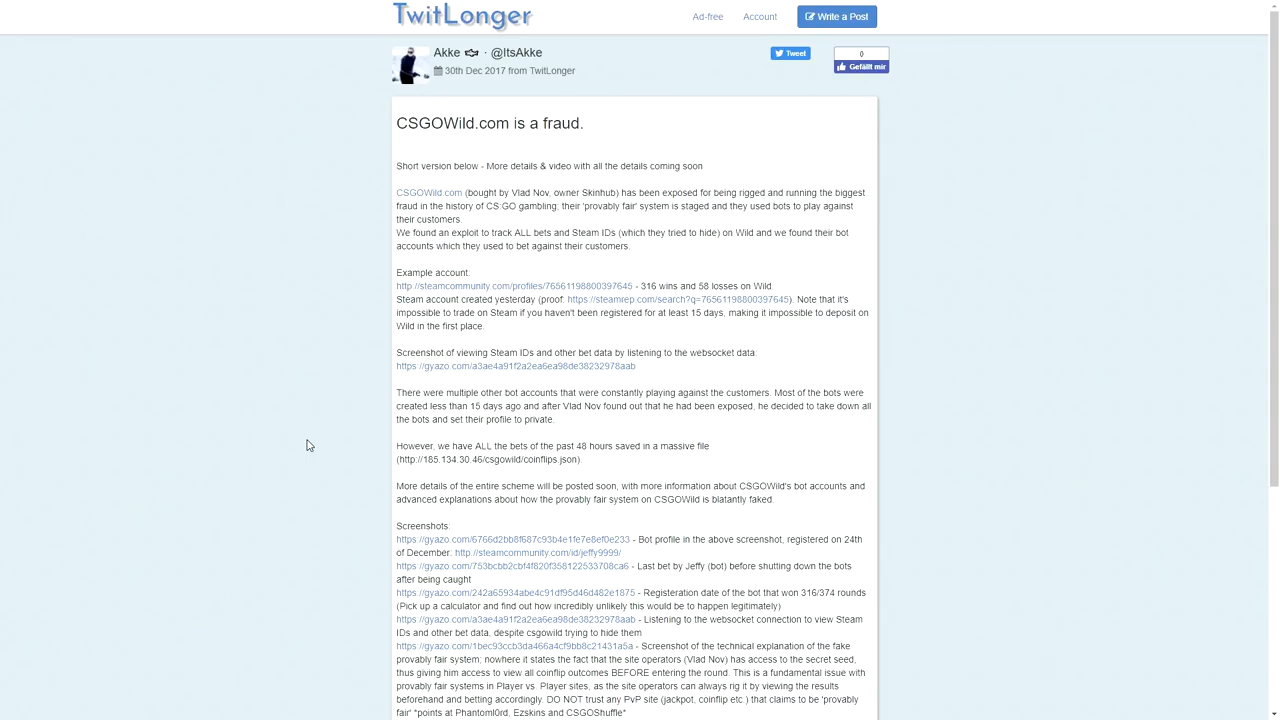 TwitLonger
Ad-free
Account
Write a Post
Akke · @ItsAkke
30th Dec 2017 from TwitLonger
Tweet
0
Gefällt mir
CSGOWild.com is a fraud.
Short version below - More details & video with all the details coming soon
CSGOWild.com (bought by Vlad Nov, owner Skinhub) has been exposed for being rigged and running the biggest
fraud in the history of CS:GO gambling; their 'provably fair' system is staged and they used bots to play against
their customers.
We found an exploit to track ALL bets and Steam IDs (which they tried to hide) on Wild and we found their bot
accounts which they used to bet against their customers.
Example account:
http://steamcommunity.com/profiles/76561198800397645 - 316 wins and 58 losses on Wild.
Steam account created yesterday (proof: https://steamrep.com/search?q=76561198800397645). Note that it's
impossible to trade on Steam if you haven't been registered for at least 15 days, making it impossible to deposit on
Wild in the first place.
Screenshot of viewing Steam IDs and other bet data by listening to the websocket data:
https://gyazo.com/a3ae4a91f2a2ea6ea98de38232978aab
There were multiple other bot accounts that were constantly playing against the customers. Most of the bots were
created less than 15 days ago and after Vlad Nov found out that he had been exposed, he decided to take down all
the bots and set their profile to private.
However, we have ALL the bets of the past 48 hours saved in a massive file
(http://185.134.30.46/csgowild/coinflips.json).
More details of the entire scheme will be posted soon, with more information about CSGOWild's bot accounts and
advanced explanations about how the provably fair system on CSGOWild is blatantly faked.
Screenshots:
https://gyazo.com/6766d2bb8f687c93b4e1fe7e8ef0e233 - Bot profile in the above screenshot, registered on 24th
of December: http://steamcommunity.com/id/jeffy9999/
https://gyazo.com/753bcbb2cbf4f820f358122533708ca6 - Last bet by Jeffy (bot) before shutting down the bots
after being caught
https://gyazo.com/242a65934abe4c91df95d46d482e1875 - Registeration date of the bot that won 316/374 rounds
(Pick up a calculator and find out how incredibly unlikely this would be to happen legitimately)
https://gyazo.com/a3ae4a91f2a2ea6ea98de38232978aab - Listening to the websocket connection to view Steam
IDs and other bet data, despite csgowild trying to hide them
https://gyazo.com/1bec93ccb3da466a4cf9bb8c21431a5a - Screenshot of the technical explanation of the fake
provably fair system; nowhere it states the fact that the site operators (Vlad Nov) has access to the secret seed,
thus giving him access to view all coinflip outcomes BEFORE entering the round. This is a fundamental issue with
provably fair systems in Player vs. Player sites, as the site operators can always rig it by viewing the results
beforehand and betting accordingly. DO NOT trust any PvP site (jackpot, coinflip etc.) that claims to be 'provably
fair' *points at Phantoml0rd, Ezskins and CSGOShuffle*